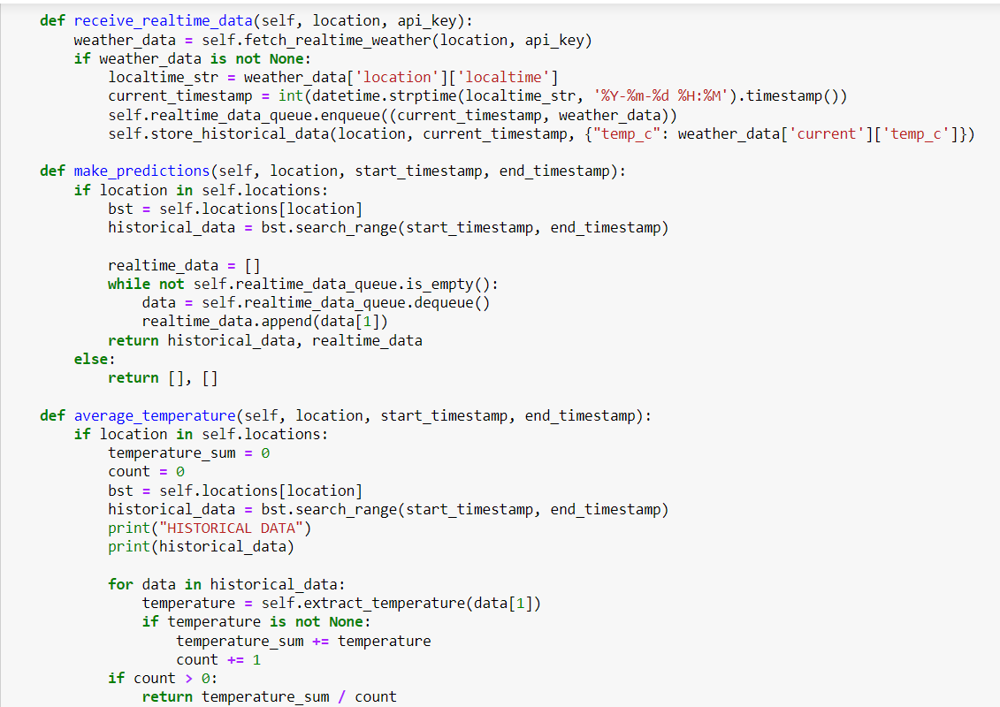 def receive_realtime_data(self, location, api_key):
    weather_data = self.fetch_realtime_weather(location, api_key)
    if weather_data is not None:
        localtime_str = weather_data['location']['localtime']
        current_timestamp = int(datetime.strptime(localtime_str, '%Y-%m-%d %H:%M').timestamp())
        self.realtime_data_queue.enqueue((current_timestamp, weather_data))
        self.store_historical_data(location, current_timestamp, {"temp_c": weather_data['current']['temp_c']})

def make_predictions(self, location, start_timestamp, end_timestamp):
    if location in self.locations:
        bst = self.locations[location]
        historical_data = bst.search_range(start_timestamp, end_timestamp)

        realtime_data = []
        while not self.realtime_data_queue.is_empty():
            data = self.realtime_data_queue.dequeue()
            realtime_data.append(data[1])
        return historical_data, realtime_data
    else:
        return [], []

def average_temperature(self, location, start_timestamp, end_timestamp):
    if location in self.locations:
        temperature_sum = 0
        count = 0
        bst = self.locations[location]
        historical_data = bst.search_range(start_timestamp, end_timestamp)
        print("HISTORICAL DATA")
        print(historical_data)

        for data in historical_data:
            temperature = self.extract_temperature(data[1])
            if temperature is not None:
                temperature_sum += temperature
                count += 1
        if count > 0:
            return temperature_sum / count